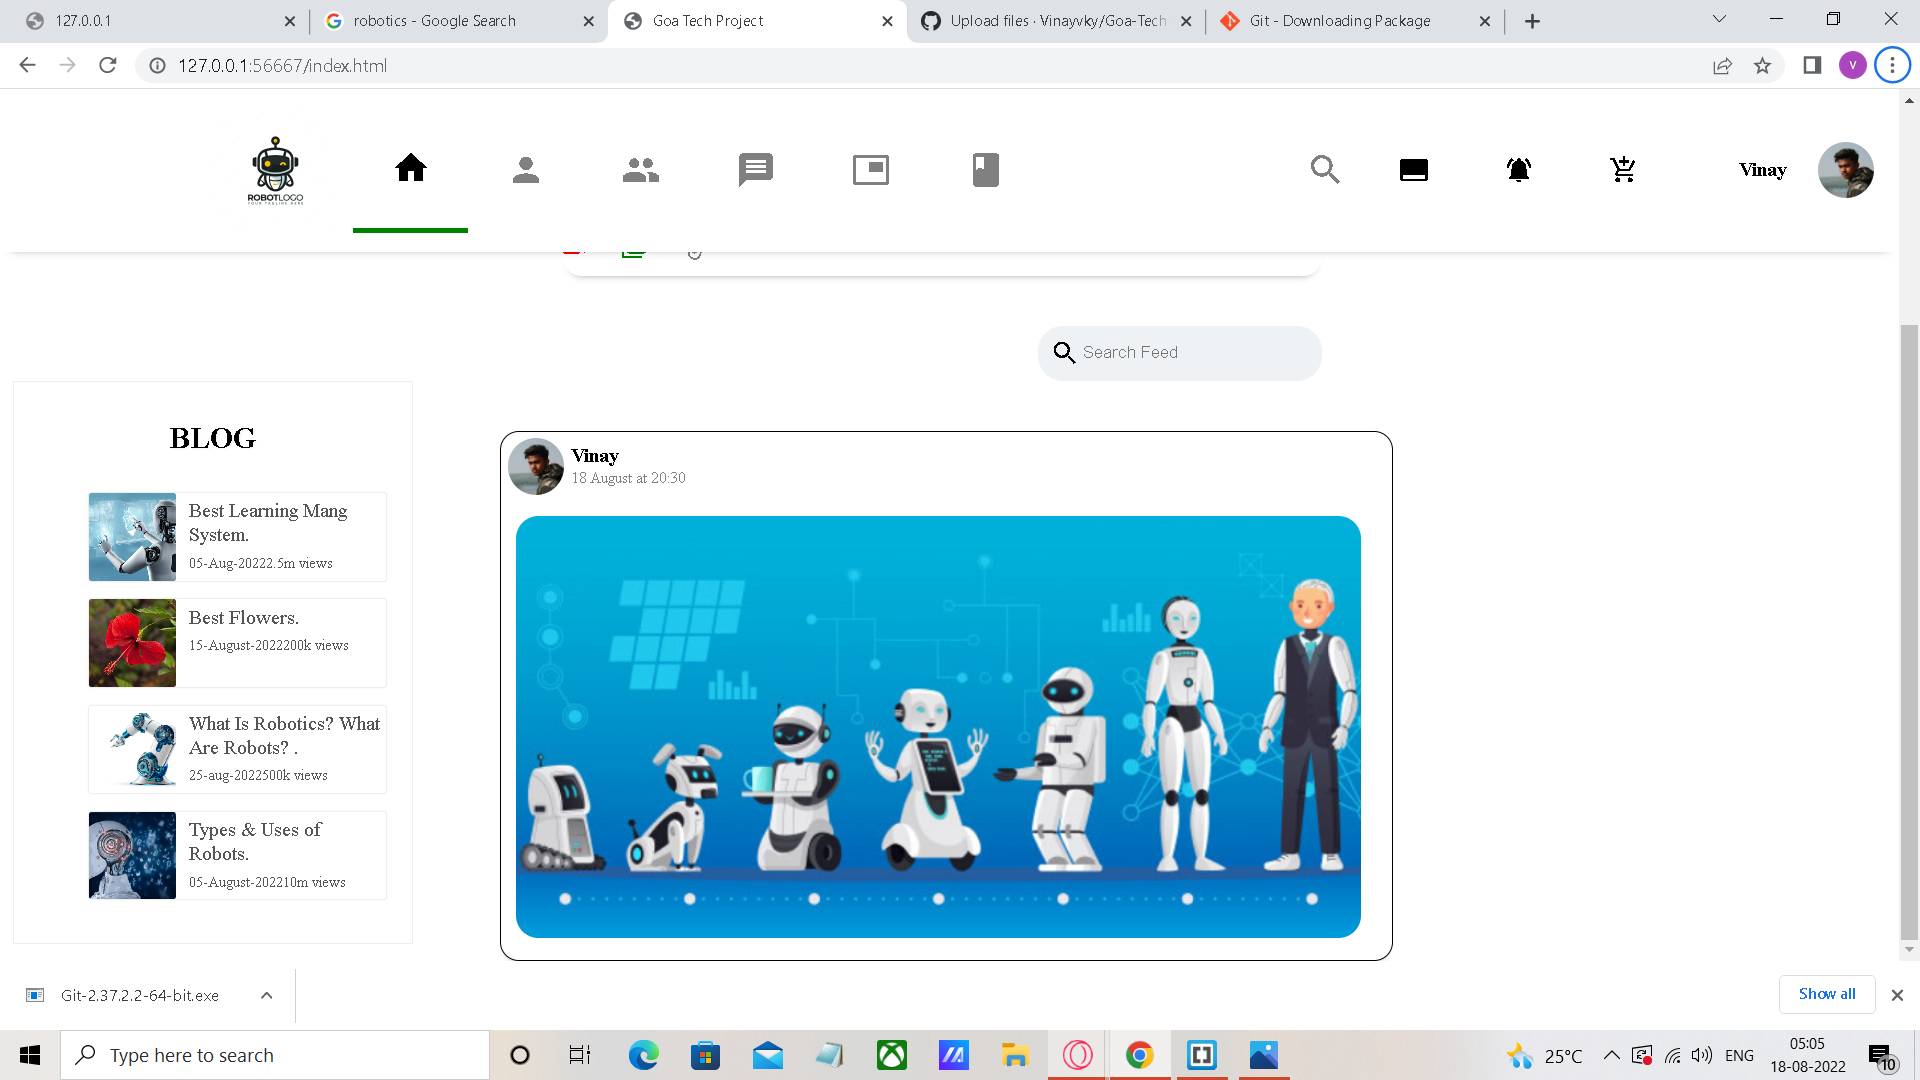 127.0.0.1
robotics - Google Search
Goa Tech Project
Upload files · Vinayvky/Goa-Tech
Git - Downloading Package
127.0.0.1:56667/index.html
V
ROBOTLOGO
YOUR TAGLINE HERE
Vinay
Search Feed
BLOG
Best Learning Mang
System.
05-Aug-20222.5m views
Best Flowers.
15-August-2022200k views
What Is Robotics? What
Are Robots? .
25-aug-2022500k views
Types & Uses of
Robots.
05-August-202210m views
Vinay
18 August at 20:30
Git-2.37.2.2-64-bit.exe
Show all
Type here to search
25°C
ENG
05:05
18-08-2022
10